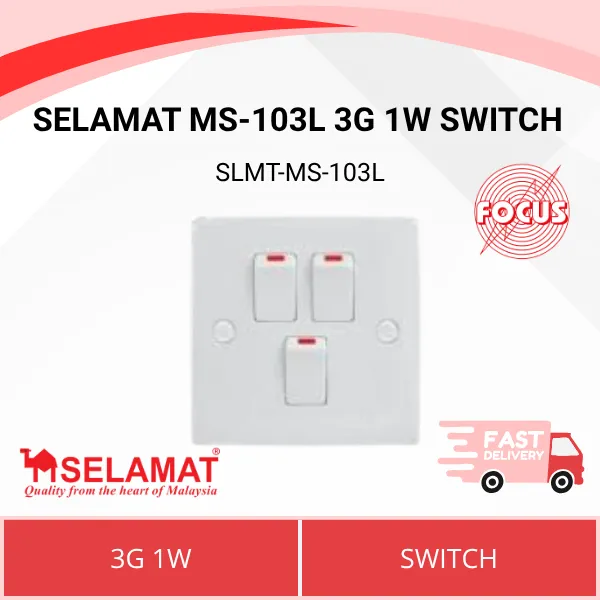 SELAMAT MS-103L 3G 1W SWITCH
SLMT-MS-103L
FOCUS
SELAMAT®
Quality from the heart of Malaysia
FAST
DELIVERY
3G 1W
SWITCH